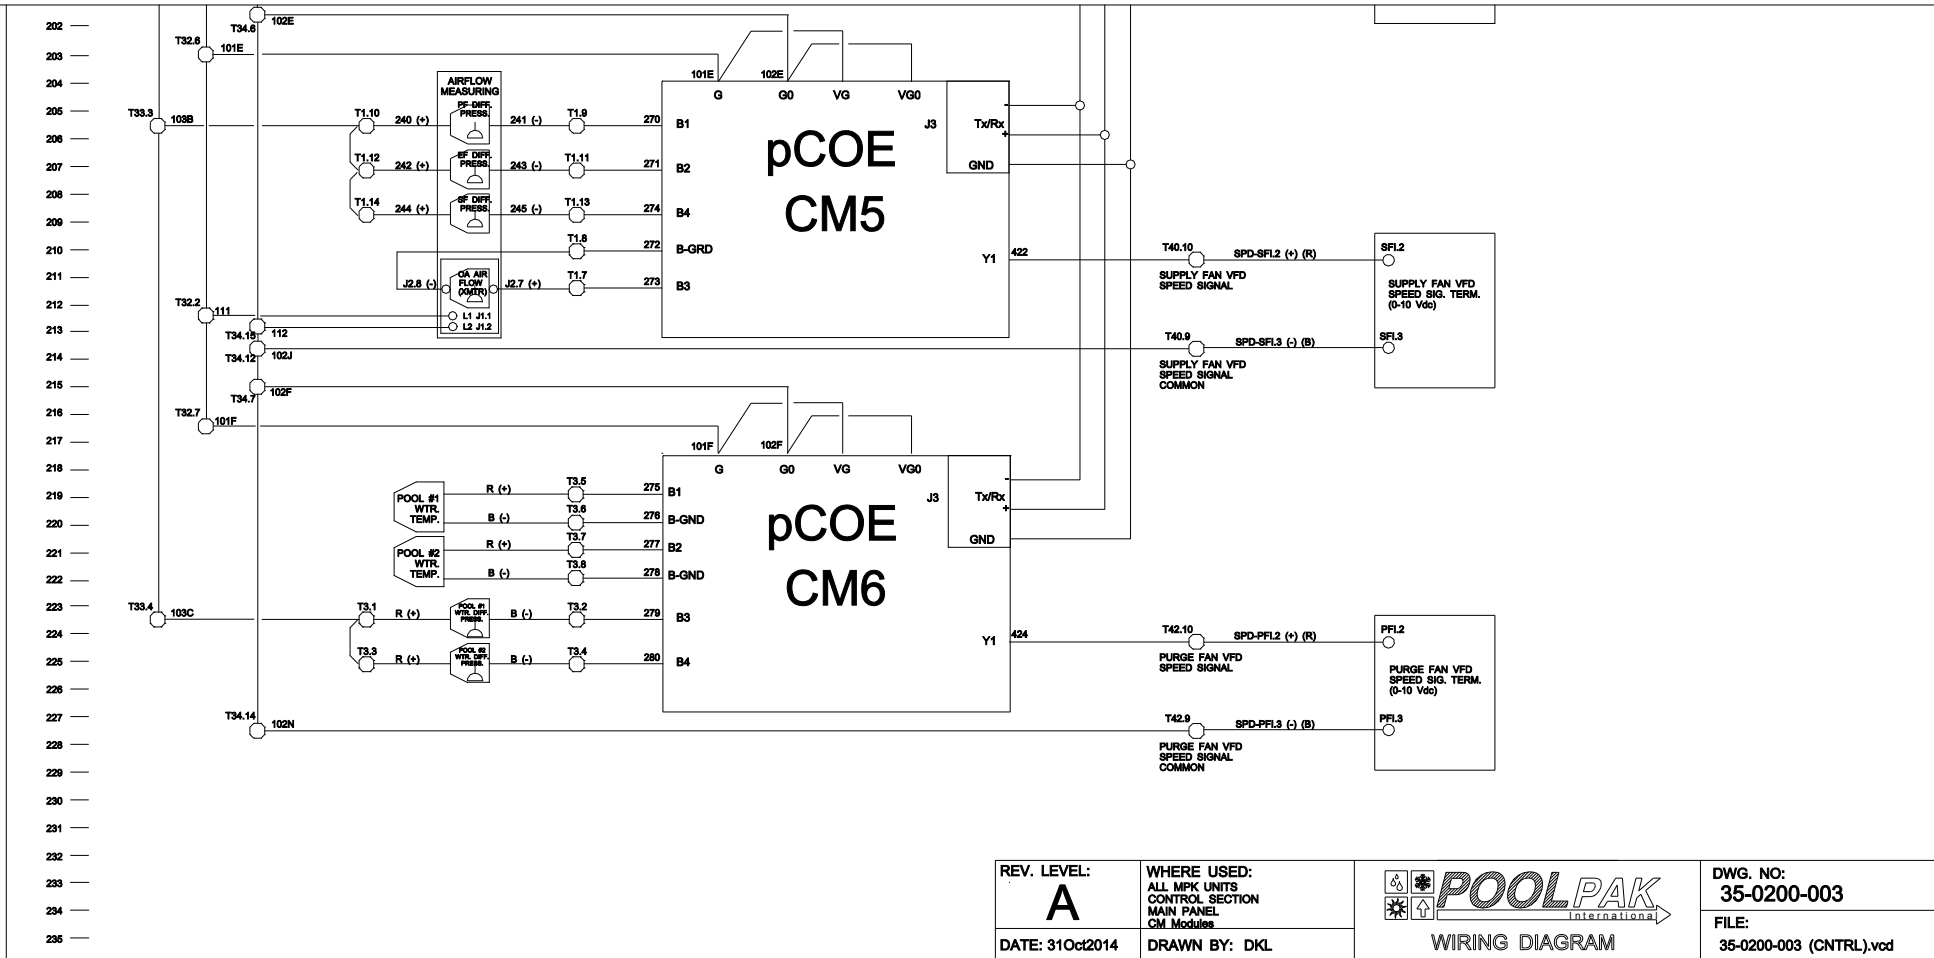 202
T34.6
102E
T32.6
101E
203
101E
102E
204
AIRFLOW
MEASURING
G
G0
VG
VG0
205
T33.3
103B
T1.10
240 (+)
PF DIFF.
PRESS.
241 (-)
T1.9
270
B1
J3
-
Tx/Rx
+
GND
206
pCOE
CM5
207
T1.12
242 (+)
EF DIFF.
PRESS.
243 (-)
T1.11
271
B2
208
T1.14
244 (+)
SF DIFF.
PRESS.
245 (-)
T1.13
274
B4
209
210
T1.8
272
B-GRD
Y1
422
T40.10
SPD-SFI.2 (+) (R)
SFI.2
SUPPLY FAN VFD
SPEED SIGNAL
SUPPLY FAN VFD
SPEED SIG. TERM.
(0-10 Vdc)
211
J2.8 (-)
OA AIR
FLOW
(XMTR)
J2.7 (+)
T1.7
273
B3
212
T32.2
111
L1 J1.1
213
T34.15
112
L2 J1.2
T40.9
SPD-SFI.3 (-) (B)
SFI.3
214
T34.12
102J
SUPPLY FAN VFD
SPEED SIGNAL
COMMON
215
T34.7
102F
216
T32.7
101F
217
101F
102F
218
G
G0
VG
VG0
219
POOL #1
WTR.
TEMP.
R (+)
T3.5
275
B1
J3
-
Tx/Rx
+
GND
220
B (-)
T3.6
276
B-GND
pCOE
CM6
221
POOL #2
WTR.
TEMP.
R (+)
T3.7
277
B2
222
B (-)
T3.8
278
B-GND
223
T33.4
103C
T3.1
R (+)
POOL #1
WTR. DIFF.
PRESS.
B (-)
T3.2
279
B3
224
Y1
424
T42.10
SPD-PFI.2 (+) (R)
PFI.2
PURGE FAN VFD
SPEED SIGNAL
PURGE FAN VFD
SPEED SIG. TERM.
(0-10 Vdc)
225
T3.3
R (+)
POOL #2
WTR. DIFF.
PRESS.
B (-)
T3.4
280
B4
226
227
T34.14
102N
T42.9
SPD-PFI.3 (-) (B)
PFI.3
228
PURGE FAN VFD
SPEED SIGNAL
COMMON
229
230
231
232
233
234
235
REV. LEVEL:
A
DATE: 31Oct2014
WHERE USED:
ALL MPK UNITS
CONTROL SECTION
MAIN PANEL
CM Modules
DRAWN BY: DKL
POOLPAK
International
WIRING DIAGRAM
DWG. NO:
35-0200-003
FILE:
35-0200-003 (CNTRL).vcd